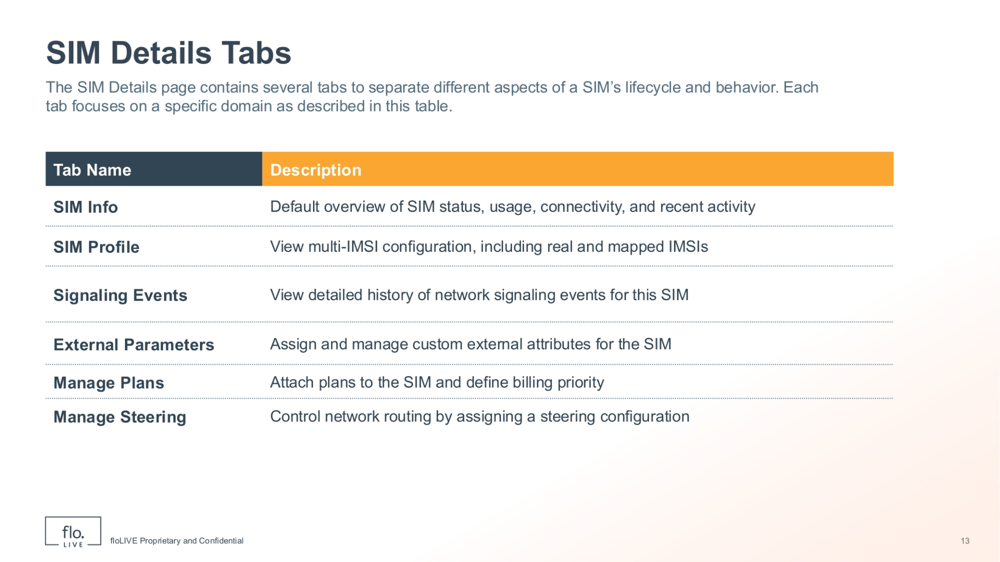 SIM Details Tabs
The SIM Details page contains several tabs to separate different aspects of a SIM’s lifecycle and behavior. Each
tab focuses on a specific domain as described in this table.
Tab Name Description
SIM Info Default overview of SIM status, usage, connectivity, and recent activity
SIM Profile View multi-IMSI configuration, including real and mapped IMSIs
Signaling Events View detailed history of network signaling events for this SIM
External Parameters Assign and manage custom external attributes for the SIM
Manage Plans Attach plans to the SIM and define billing priority
Manage Steering Control network routing by assigning a steering configuration
flo.
LIVE
floLIVE Proprietary and Confidential
13